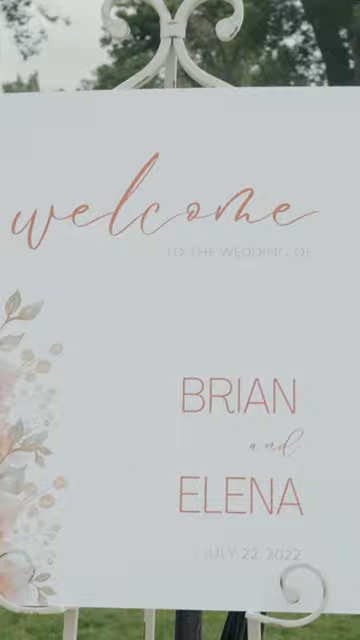 welcome
TO THE WEDDING OF
BRIAN
and
ELENA
JULY 22, 2022